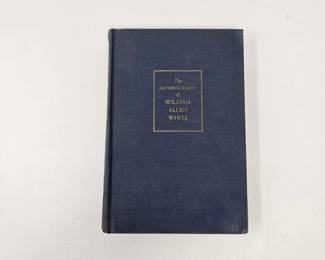 The
AUTOBIOGRAPHY
of
WILLIAM
ALLEN
WHITE